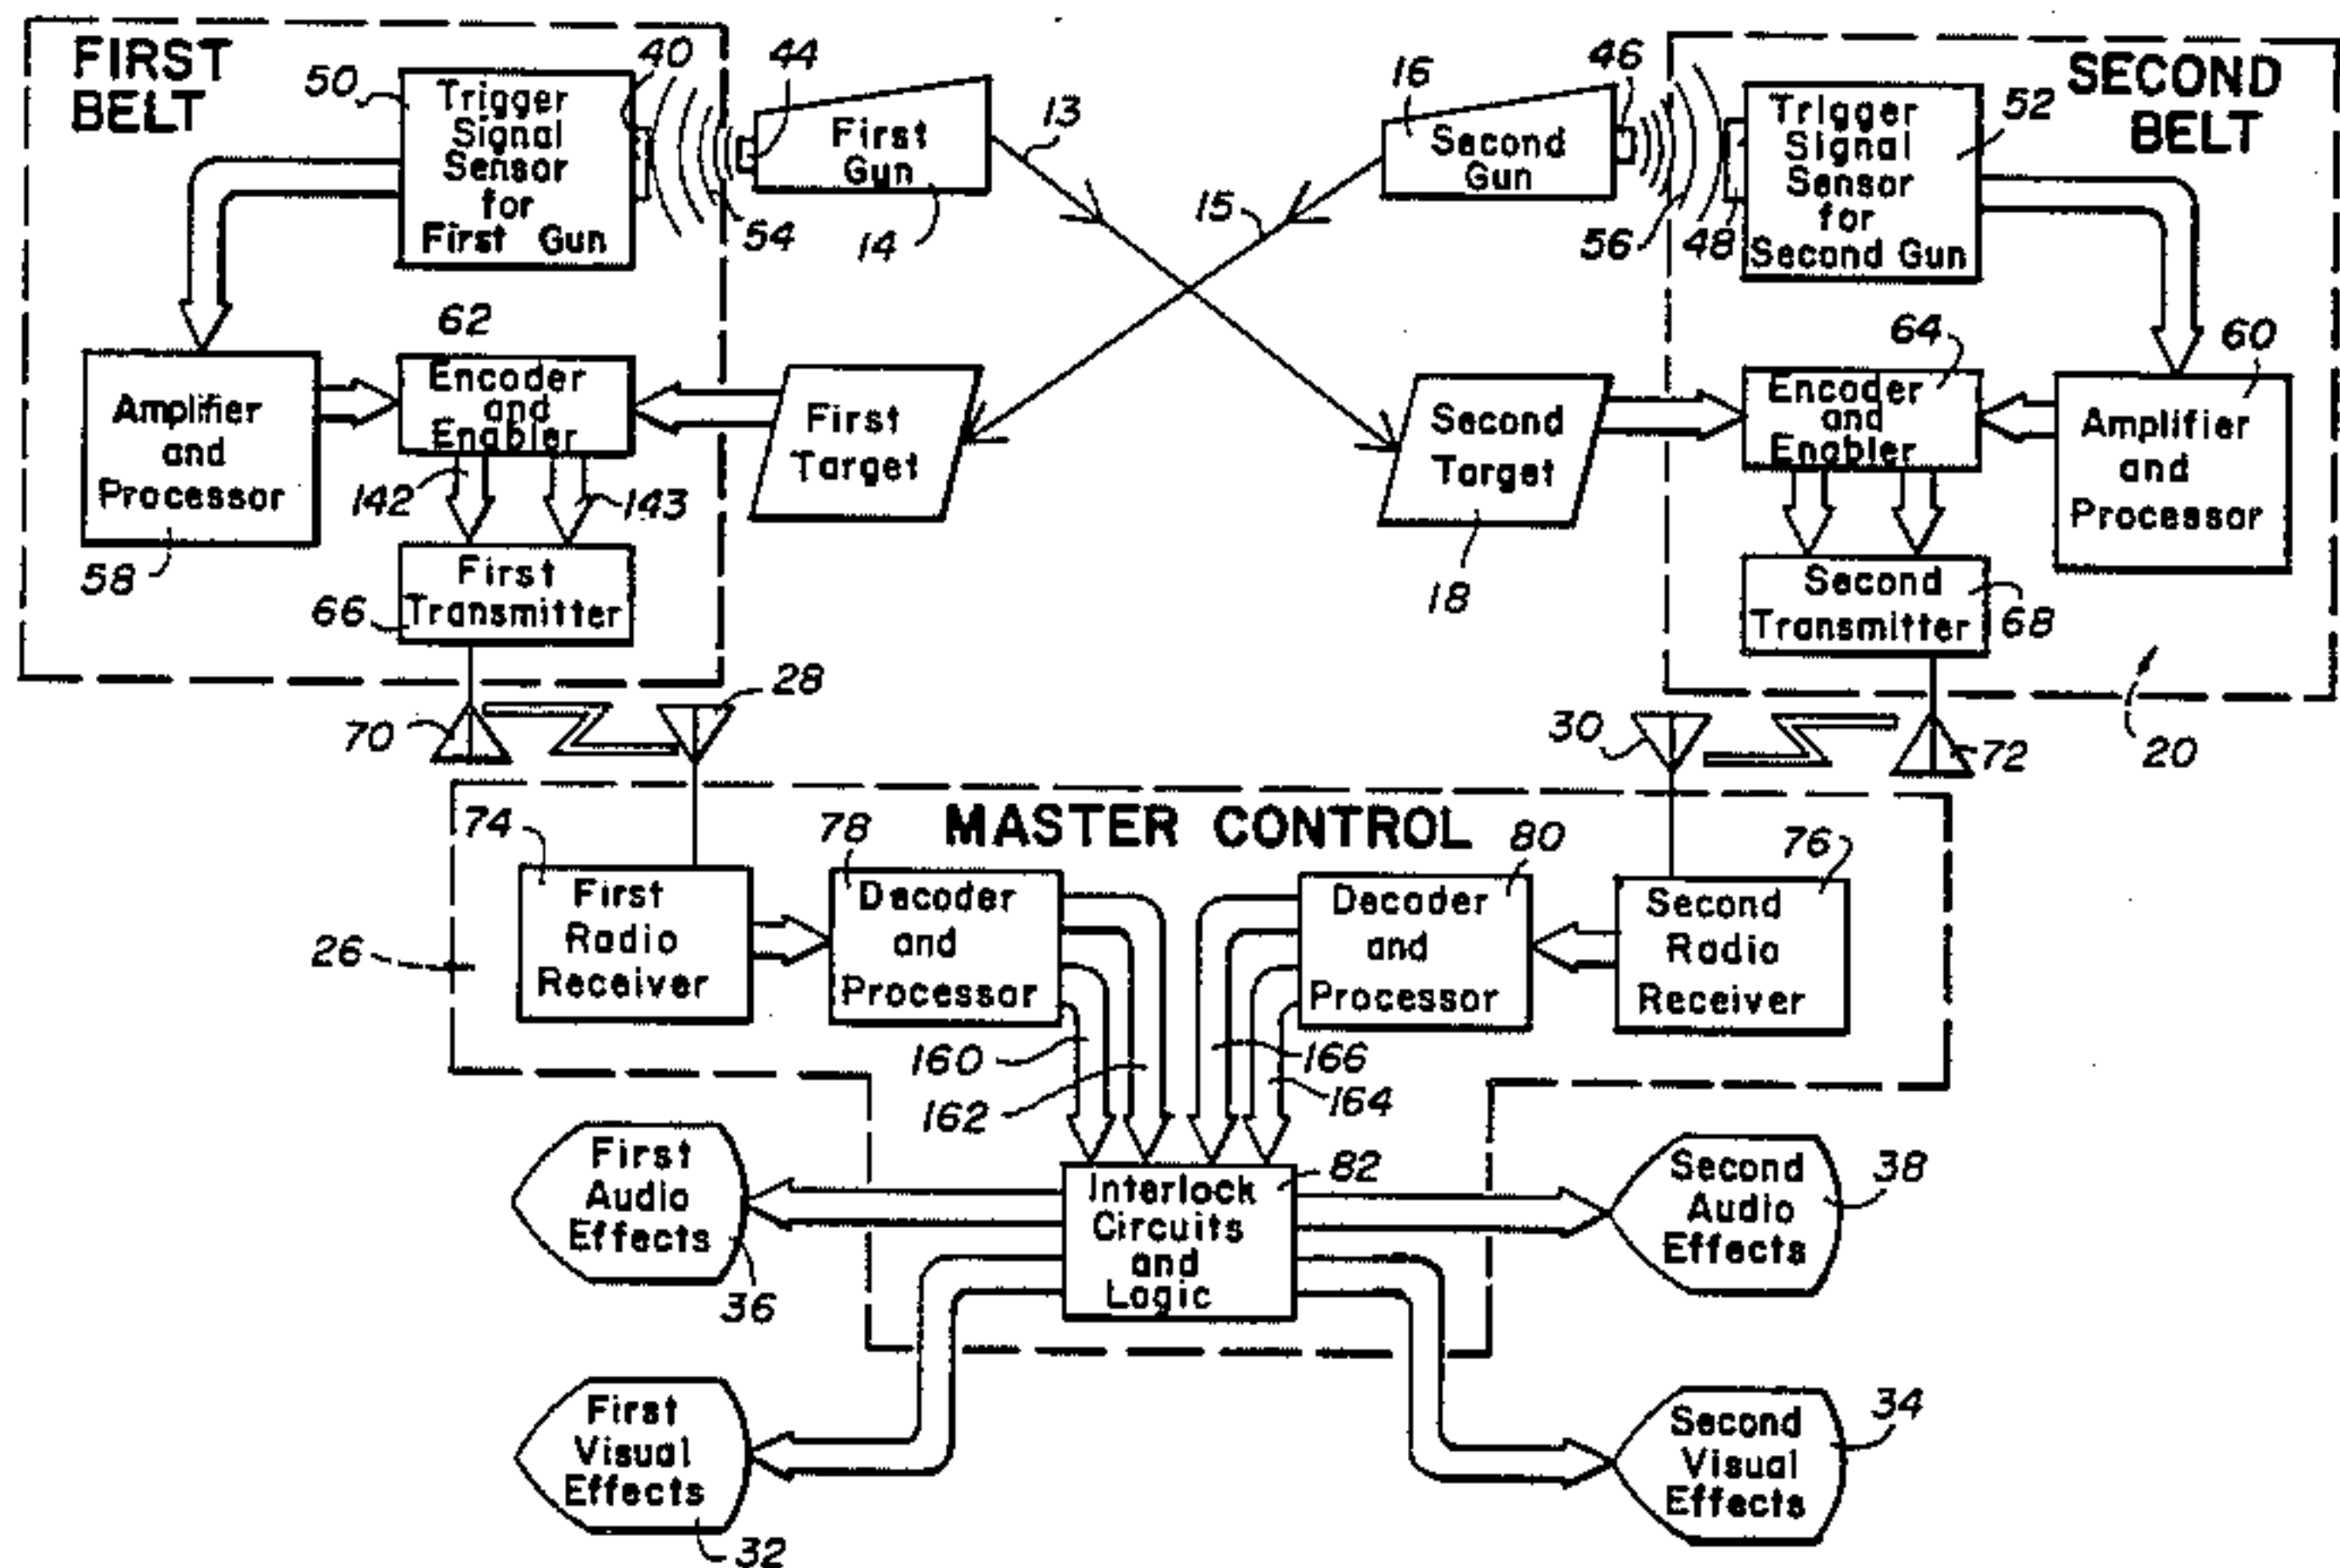 FIRST
BELT
50
Trigger
Signal
Sensor
for
First Gun
40
44
First
Gun
54
14
13
15
16
Second
Gun
46
56
48
Trigger
Signal
Sensor
for
Second Gun
52
SECOND
BELT
62
Amplifier
and
Processor
58
Encoder
and
Enabler
142
143
First
Transmitter
66
First
Target
Second
Target
18
64
Encoder
and
Enabler
60
Amplifier
and
Processor
Second
Transmitter
68
20
70
28
30
72
MASTER CONTROL
74
First
Radio
Receiver
26
78
Decoder
and
Processor
80
Decoder
and
Processor
76
Second
Radio
Receiver
160
162
166
164
82
Interlock
Circuits
and
Logic
First
Audio
Effects
36
Second
Audio
Effects
38
First
Visual
Effects
32
Second
Visual
Effects
34